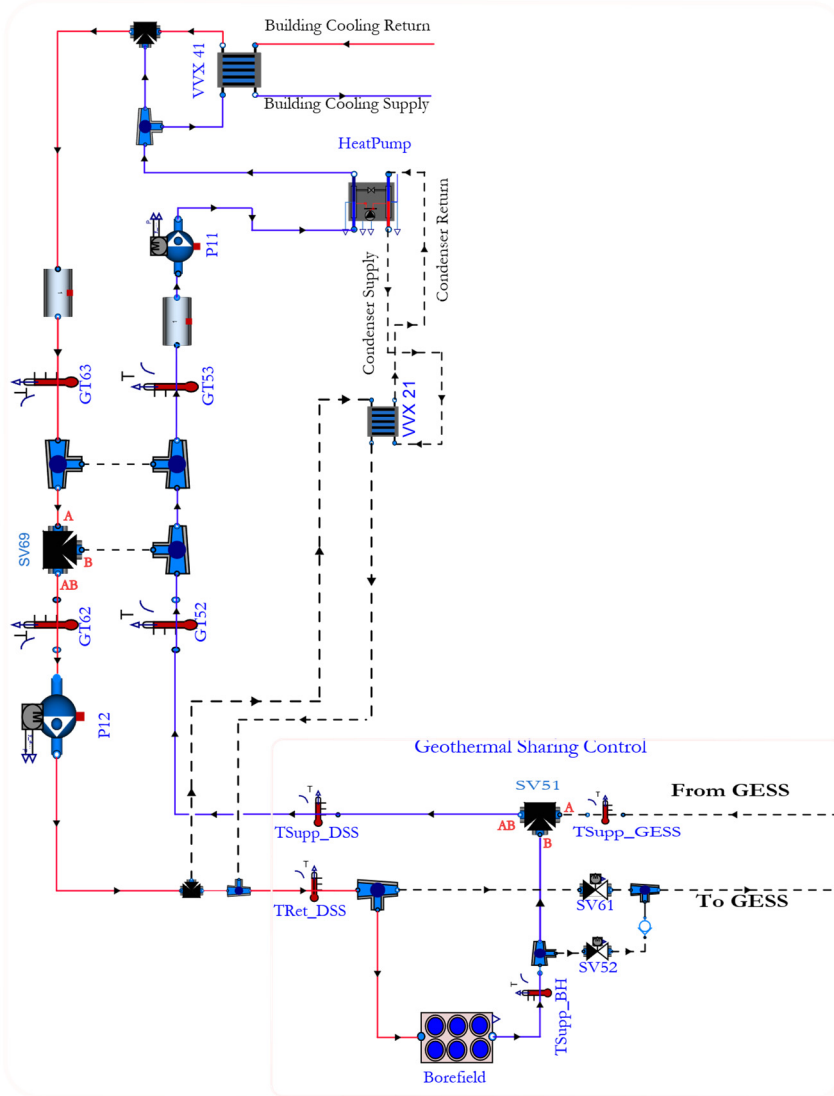 Building Cooling Return
VVX 41
Building Cooling Supply
HeatPump
Condenser Return
P11
M
Condenser Supply
GT63
T
GT53
T
VVX 21
A
SV69
B
AB
GT62
T
GT52
T
M
P12
Geothermal Sharing Control
SV51
From GESS
T
T
A
AB
TSupp_DSS
TSupp_GESS
B
T
TRet_DSS
SV61
To GESS
SV52
T
TSupp_BH
Borefield